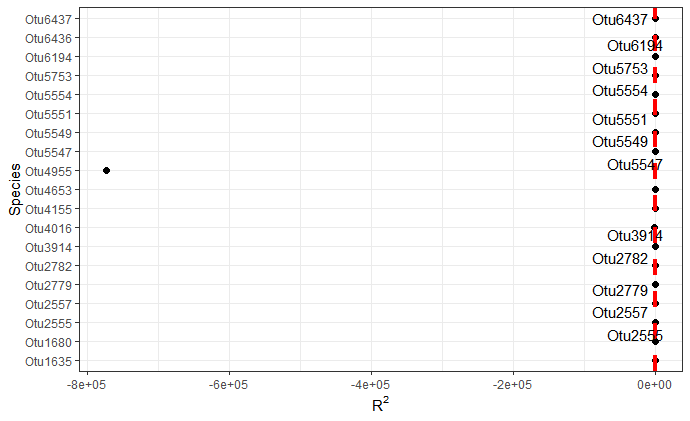 Species
Otu6437
Otu6436
Otu6194
Otu5753
Otu5554
Otu5551
Otu5549
Otu5547
Otu4955
Otu4653
Otu4155
Otu4016
Otu3914
Otu2782
Otu2779
Otu2557
Otu2555
Otu1680
Otu1635
Otu6437
Otu6194
Otu5753
Otu5554
Otu5551
Otu5549
Otu5547
Otu3914
Otu2782
Otu2779
Otu2557
Otu2555
-8e+05 -6e+05 -4e+05 -2e+05 0e+00
R²